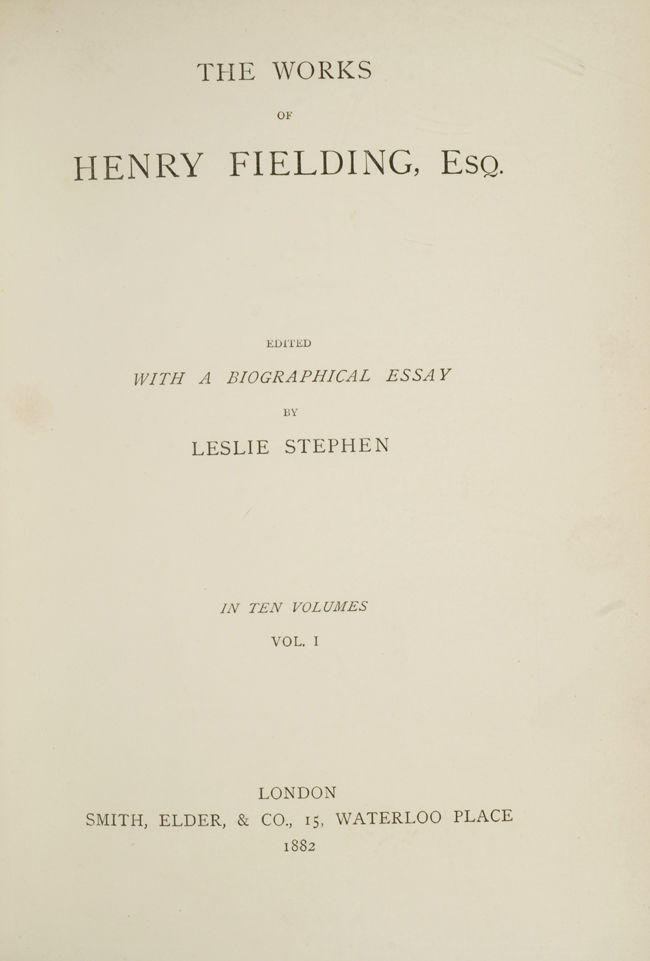 THE WORKS
OF
HENRY FIELDING, ESQ.
EDITED
WITH A BIOGRAPHICAL ESSAY
BY
LESLIE STEPHEN
IN TEN VOLUMES
VOL. I
LONDON
SMITH, ELDER, & CO., 15, WATERLOO PLACE
1882